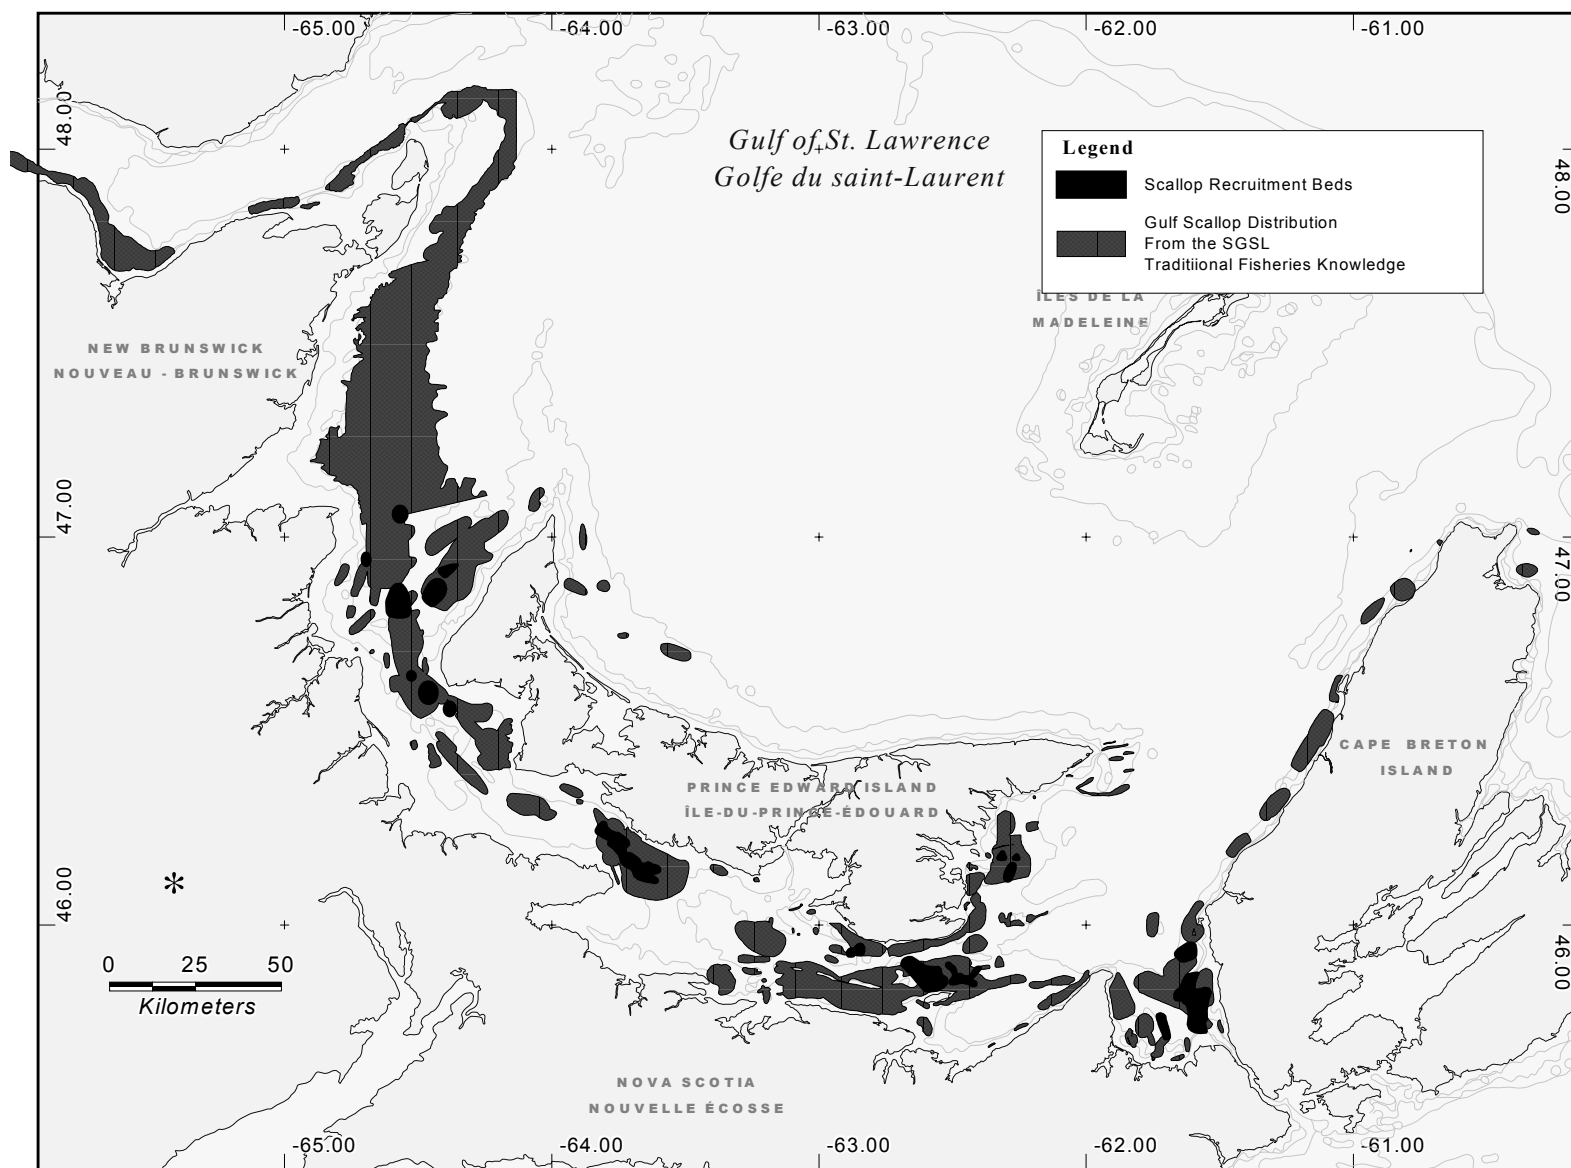 -65.00 -64.00 -63.00 -62.00 -61.00
48.00
48.00
Gulf of St. Lawrence
Golfe du saint-Laurent
Legend
Scallop Recruitment Beds
Gulf Scallop Distribution
From the SGSL
Traditiional Fisheries Knowledge
ÎLES DE LA
MADELEINE
NEW BRUNSWICK
NOUVEAU - BRUNSWICK
47.00
47.00
CAPE BRETON
ISLAND
PRINCE EDWARD ISLAND
ÎLE-DU-PRINCE-ÉDOUARD
46.00
46.00
*
0 25 50
Kilometers
NOVA SCOTIA
NOUVELLE ÉCOSSE
-65.00 -64.00 -63.00 -62.00 -61.00